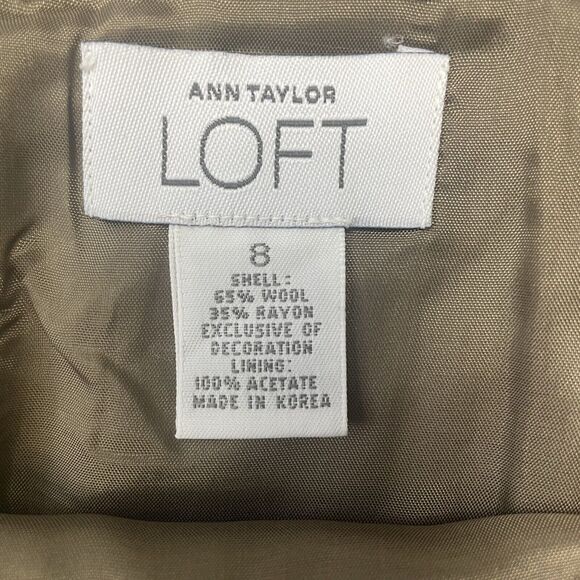 ANN TAYLOR
LOFT
8
SHELL:
65% WOOL
35% RAYON
EXCLUSIVE OF
DECORATION
LINING:
100% ACETATE
MADE IN KOREA